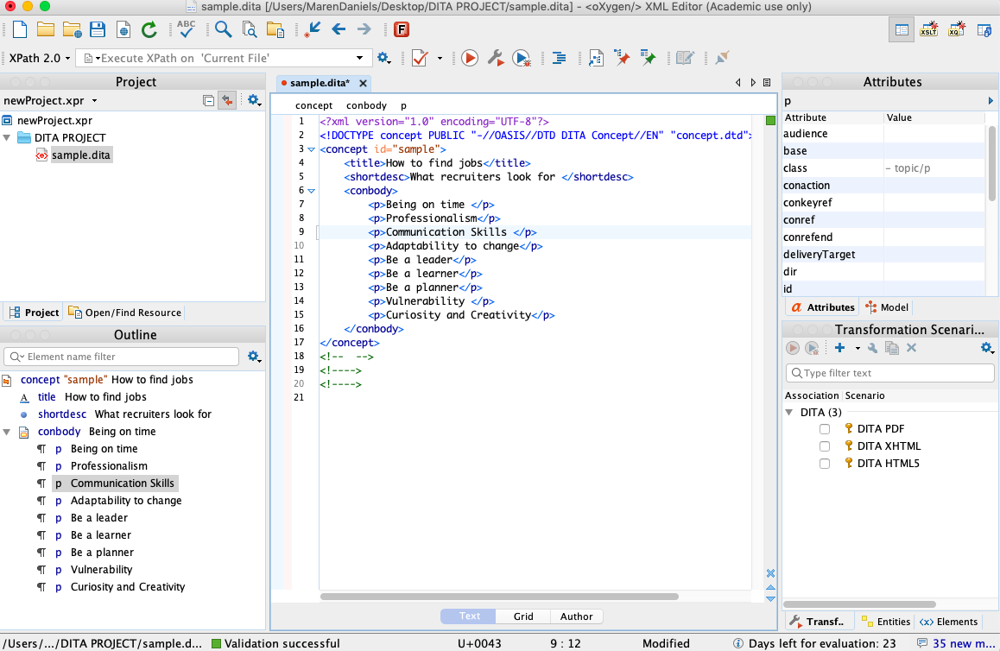 sample.dita [/Users/MarenDaniels/Desktop/DITA PROJECT/sample.dita] - <oXygen/> XML Editor (Academic use only)
ABC
F
XSLT
XQ
XPath 2.0
Execute XPath on 'Current File'
Project
newProject.xpr
newProject.xpr
DITA PROJECT
sample.dita
Project
Open/Find Resource
Outline
Element name filter
concept "sample" How to find jobs
A title How to find jobs
shortdesc What recruiters look for
conbody Being on time
¶ p Being on time
¶ p Professionalism
¶ p Communication Skills
¶ p Adaptability to change
¶ p Be a leader
¶ p Be a learner
¶ p Be a planner
¶ p Vulnerability
¶ p Curiosity and Creativity
sample.dita*
concept conbody p
1 <?xml version="1.0" encoding="UTF-8"?>
2 <!DOCTYPE concept PUBLIC "-//OASIS//DTD DITA Concept//EN" "concept.dtd">
3 <concept id="sample">
4 <title>How to find jobs</title>
5 <shortdesc>What recruiters look for </shortdesc>
6 <conbody>
7 <p>Being on time </p>
8 <p>Professionalism</p>
9 <p>Communication Skills </p>
10 <p>Adaptability to change</p>
11 <p>Be a leader</p>
12 <p>Be a learner</p>
13 <p>Be a planner</p>
14 <p>Vulnerability </p>
15 <p>Curiosity and Creativity</p>
16 </conbody>
17 </concept>
18 <!-- -->
19 <!---->
20 <!---->
21
Text Grid Author
Attributes
p
Attribute Value
audience
base
class - topic/p
conaction
conkeyref
conref
conrefend
deliveryTarget
dir
id
a Attributes
Model
Transformation Scenari...
Type filter text
Association Scenario
DITA (3)
DITA PDF
DITA XHTML
DITA HTML5
Transf..
Entities
Elements
/Users/.../DITA PROJECT/sample.d...
Validation successful
U+0043
9 : 12
Modified
Days left for evaluation: 23
35 new m...